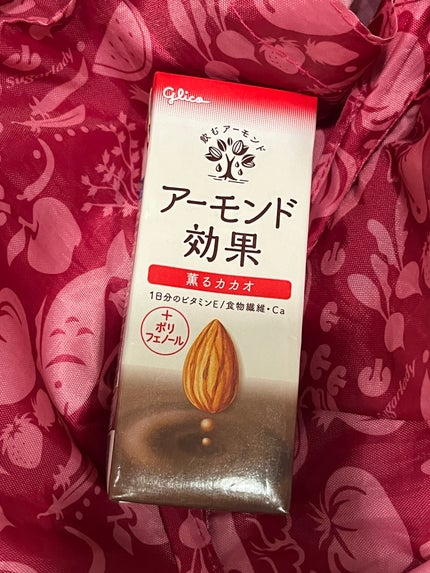 glico
飲むアーモンド
アーモンド
効果
薫るカカオ
1日分のビタミンE/食物繊維・Ca
+
ポリ
フェノール